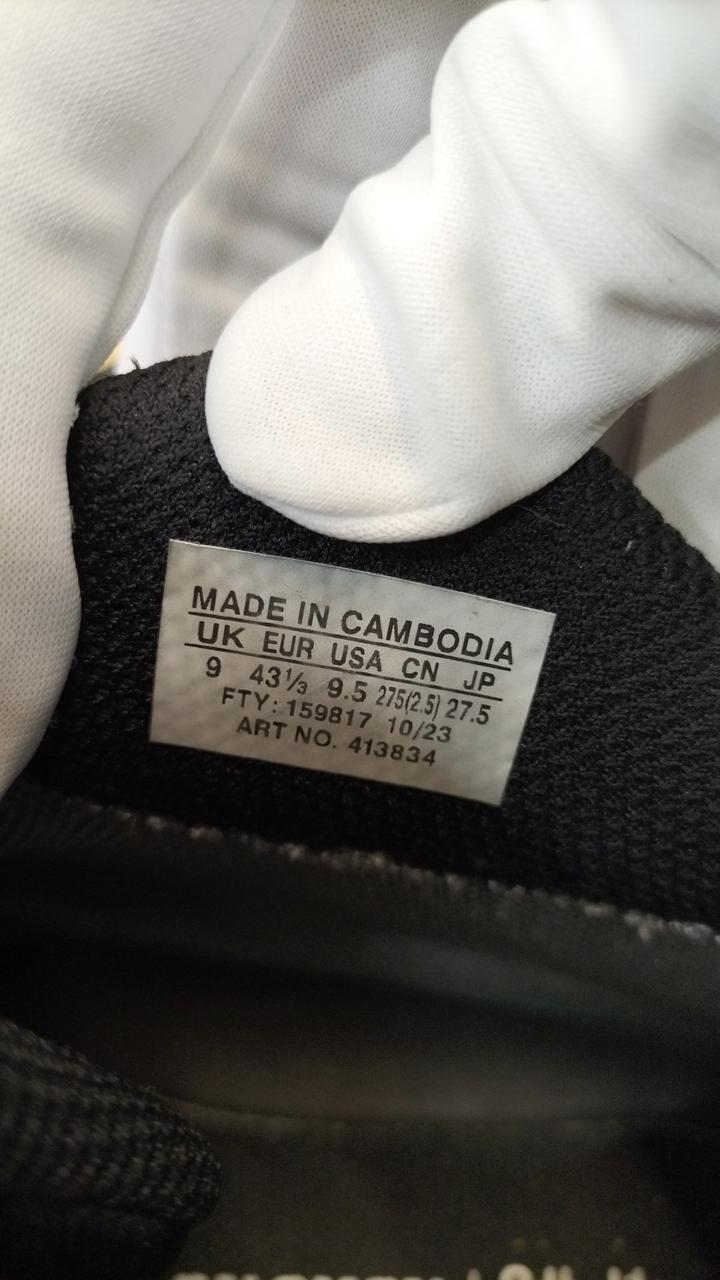 MADE IN CAMBODIA
UK EUR USA CN JP
9 43⅓ 9.5 275(2.5) 27.5
FTY: 159817 10/23
ART NO. 413834